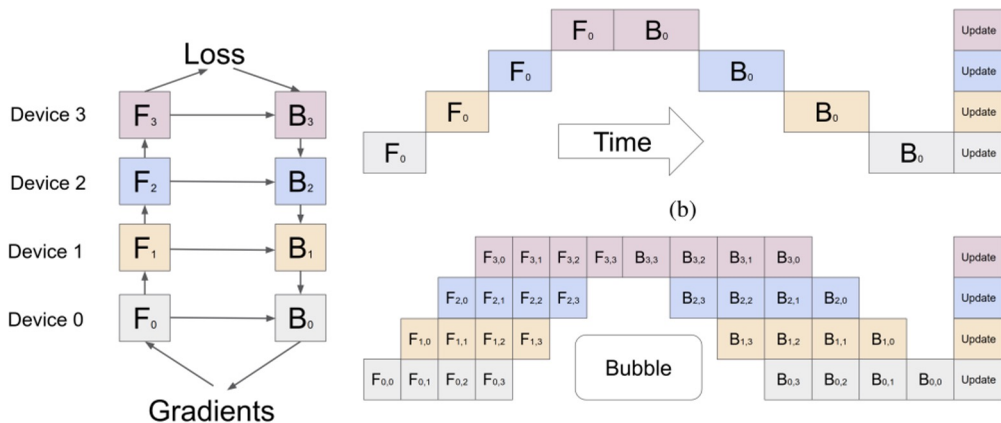 Loss
Device 3 F₃ B₃
Device 2 F₂ B₂
Device 1 F₁ B₁
Device 0 F₀ B₀
Gradients
F₀ B₀ Update
F₀ B₀ Update
F₀ B₀ Update
F₀ Time B₀ Update
(b)
F₃,₀ F₃,₁ F₃,₂ F₃,₃ B₃,₃ B₃,₂ B₃,₁ B₃,₀ Update
F₂,₀ F₂,₁ F₂,₂ F₂,₃ B₂,₃ B₂,₂ B₂,₁ B₂,₀ Update
F₁,₀ F₁,₁ F₁,₂ F₁,₃ B₁,₃ B₁,₂ B₁,₁ B₁,₀ Update
F₀,₀ F₀,₁ F₀,₂ F₀,₃ Bubble B₀,₃ B₀,₂ B₀,₁ B₀,₀ Update